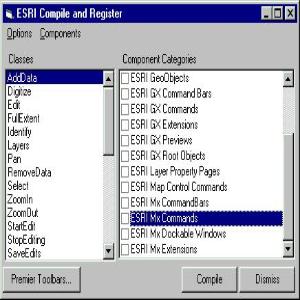 ESRI Compile and Register
Options Components
Classes
AddData
Digitize
Edit
FullExtent
Identify
Layers
Pan
RemoveData
Select
ZoomIn
ZoomOut
StartEdit
StopEditing
SaveEdits
Component Categories
ESRI GeoObjects
ESRI GX Command Bars
ESRI GX Commands
ESRI GX Extensions
ESRI GX Previews
ESRI GX Root Objects
ESRI Layer Property Pages
ESRI Map Control Commands
ESRI Mx CommandBars
ESRI Mx Commands
ESRI Mx Dockable Windows
ESRI Mx Extensions
Premier Toolbars...
Compile
Dismiss